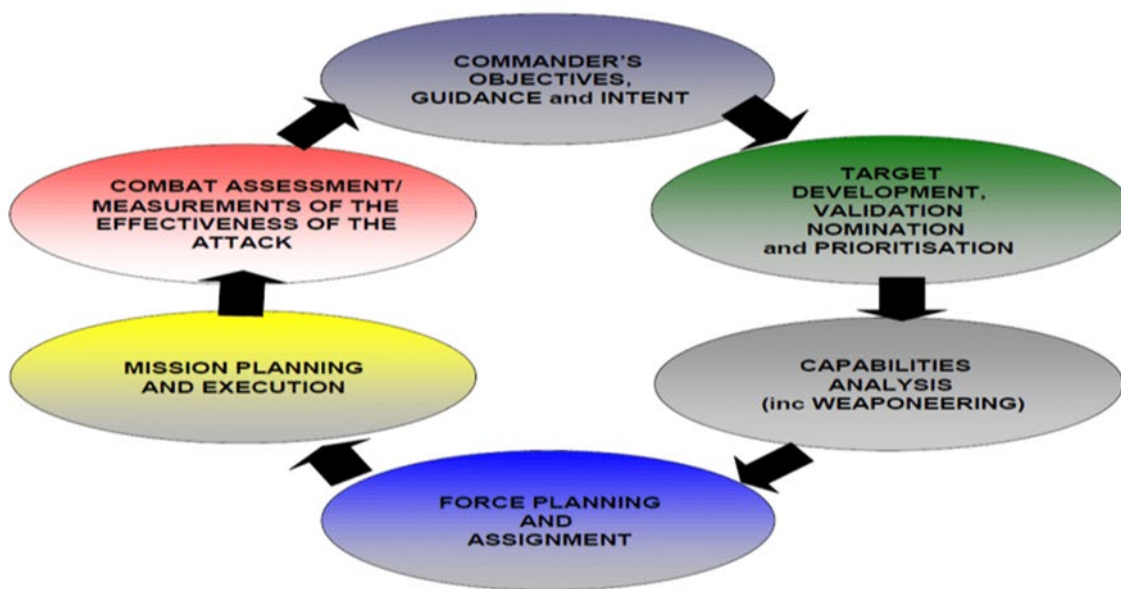 COMMANDER'S
OBJECTIVES,
GUIDANCE and INTENT
TARGET
DEVELOPMENT,
VALIDATION
NOMINATION
and PRIORITISATION
CAPABILITIES
ANALYSIS
(inc WEAPONEERING)
FORCE PLANNING
AND
ASSIGNMENT
MISSION PLANNING
AND EXECUTION
COMBAT ASSESSMENT/
MEASUREMENTS OF THE
EFFECTIVENESS OF THE
ATTACK